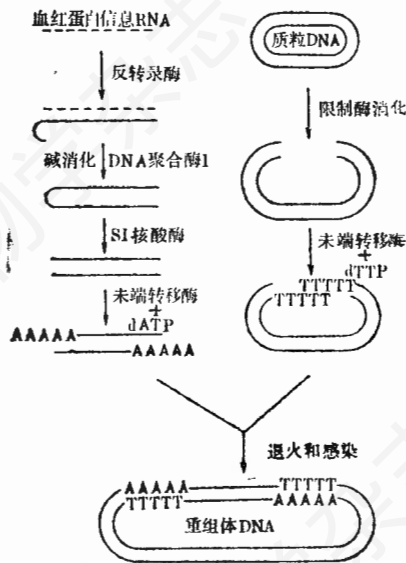 血红蛋白信息RNA
质粒DNA
反转录酶
限制酶消化
碱消化 DNA聚合酶1
SI核酸酶
未端转移酶
+
dTTP
TTTTT
TTTTT
未端转移酶
+
dATP
AAAAA
AAAAA
退火和感染
AAAAA TTTTT
TTTTT AAAAA
重组体DNA